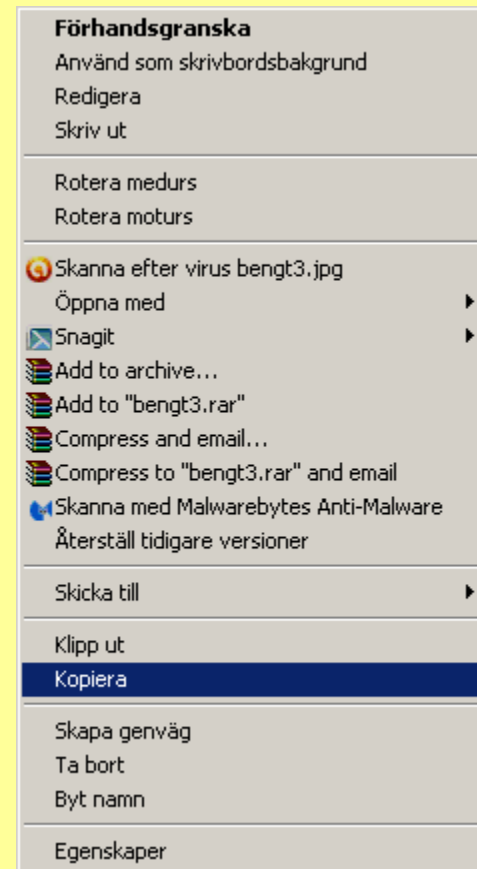 Förhandsgranska
Använd som skrivbordsbakgrund
Redigera
Skriv ut
Rotera medurs
Rotera moturs
Skanna efter virus bengt3.jpg
Öppna med
Snagit
Add to archive...
Add to "bengt3.rar"
Compress and email...
Compress to "bengt3.rar" and email
Skanna med Malwarebytes Anti-Malware
Återställ tidigare versioner
Skicka till
Klipp ut
Kopiera
Skapa genväg
Ta bort
Byt namn
Egenskaper